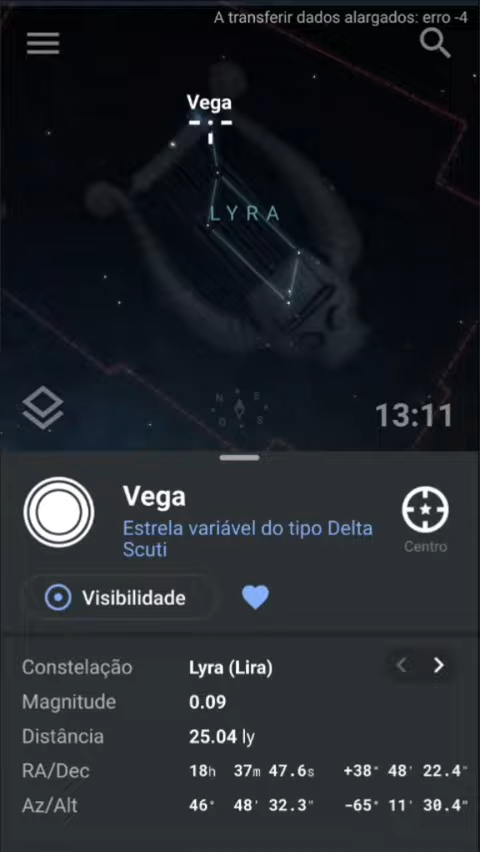 A transferir dados alargados: erro -4
Vega
LYRA
N E
O S
13:11
Vega
Estrela variável do tipo Delta
Scuti
Centro
Visibilidade
Constelação Lyra (Lira)
Magnitude 0.09
Distância 25.04 ly
RA/Dec 18h 37m 47.6s +38° 48' 22.4"
Az/Alt 46° 48' 32.3" -65° 11' 30.4"